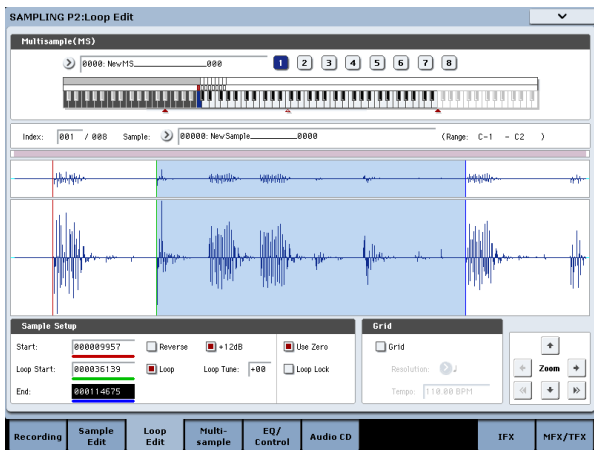 SAMPLING P2:Loop Edit
Multisample(MS)
0000: NewMS______________000 1 2 3 4 5 6 7 8
Index: 001 / 008 Sample: 00000: NewSample__________0000 (Range: C-1 - C2 )
Sample Setup Grid
Start: 000009957 Reverse +12dB Use Zero Grid
Loop Start: 000036139 Loop Loop Tune: +00 Loop Lock Resolution: ♩
End: 000114675 Tempo: 110.00 BPM
Zoom
Recording Sample Edit Loop Edit Multi-sample EQ/Control Audio CD IFX MFX/TFX